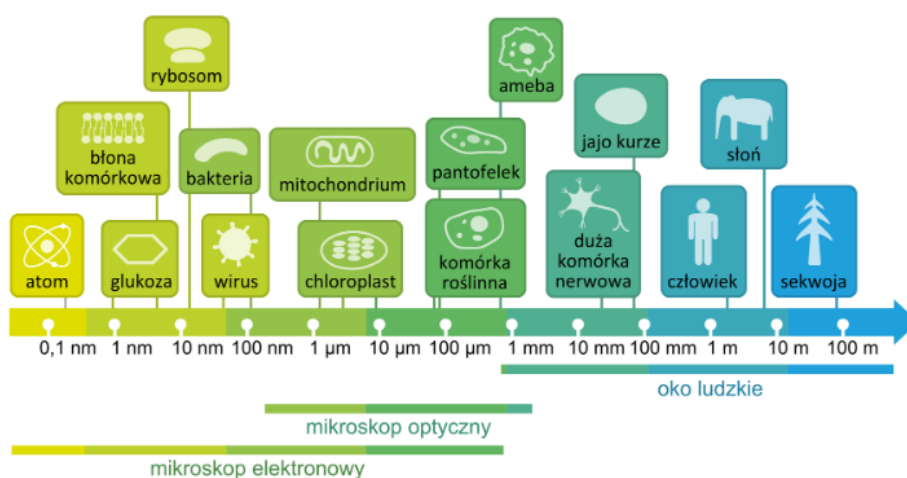 rybosom
ameba
błona
komórkowa
bakteria
mitochondrium
pantofelek
jajo kurze
słoń
atom
glukoza
wirus
chloroplast
komórka
roślinna
duża
komórka
nerwowa
człowiek
sekwoja
0,1 nm 1 nm 10 nm 100 nm 1 µm 10 µm 100 µm 1 mm 10 mm 100 mm 1 m 10 m 100 m
oko ludzkie
mikroskop optyczny
mikroskop elektronowy